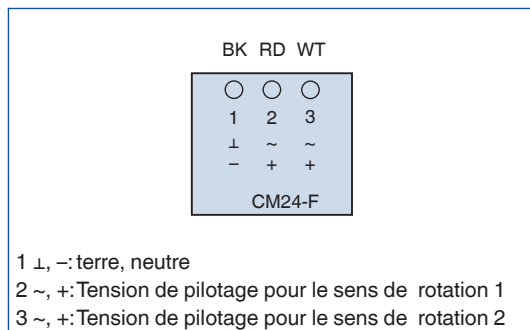 BK RD WT
1 2 3
⊥ ~ ~
– + +
CM24-F
1 ⊥, –: terre, neutre
2 ~, +: Tension de pilotage pour le sens de rotation 1
3 ~, +: Tension de pilotage pour le sens de rotation 2